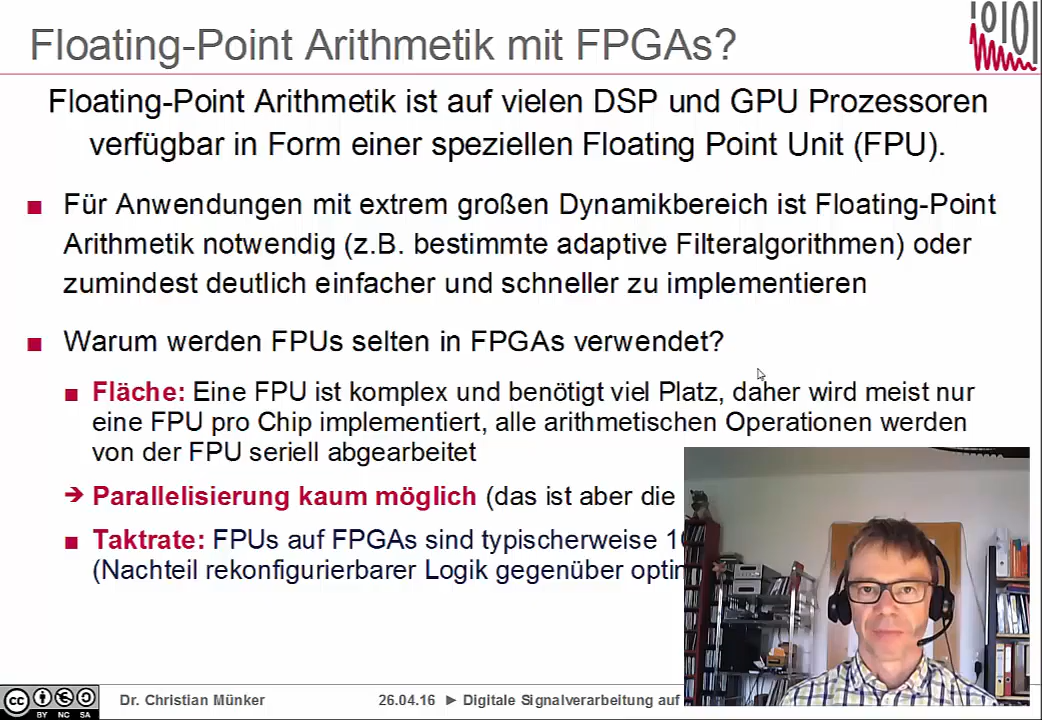 Floating-Point Arithmetik mit FPGAs?
Floating-Point Arithmetik ist auf vielen DSP und GPU Prozessoren
verfügbar in Form einer speziellen Floating Point Unit (FPU).
Für Anwendungen mit extrem großen Dynamikbereich ist Floating-Point
Arithmetik notwendig (z.B. bestimmte adaptive Filteralgorithmen) oder
zumindest deutlich einfacher und schneller zu implementieren
Warum werden FPUs selten in FPGAs verwendet?
Fläche: Eine FPU ist komplex und benötigt viel Platz, daher wird meist nur
eine FPU pro Chip implementiert, alle arithmetischen Operationen werden
von der FPU seriell abgearbeitet
➔ Parallelisierung kaum möglich (das ist aber die
Taktrate: FPUs auf FPGAs sind typischerweise
(Nachteil rekonfigurierbarer Logik gegenüber
cc BY NC SA
Dr. Christian Münker
26.04.16 ► Digitale Signalverarbeitung auf